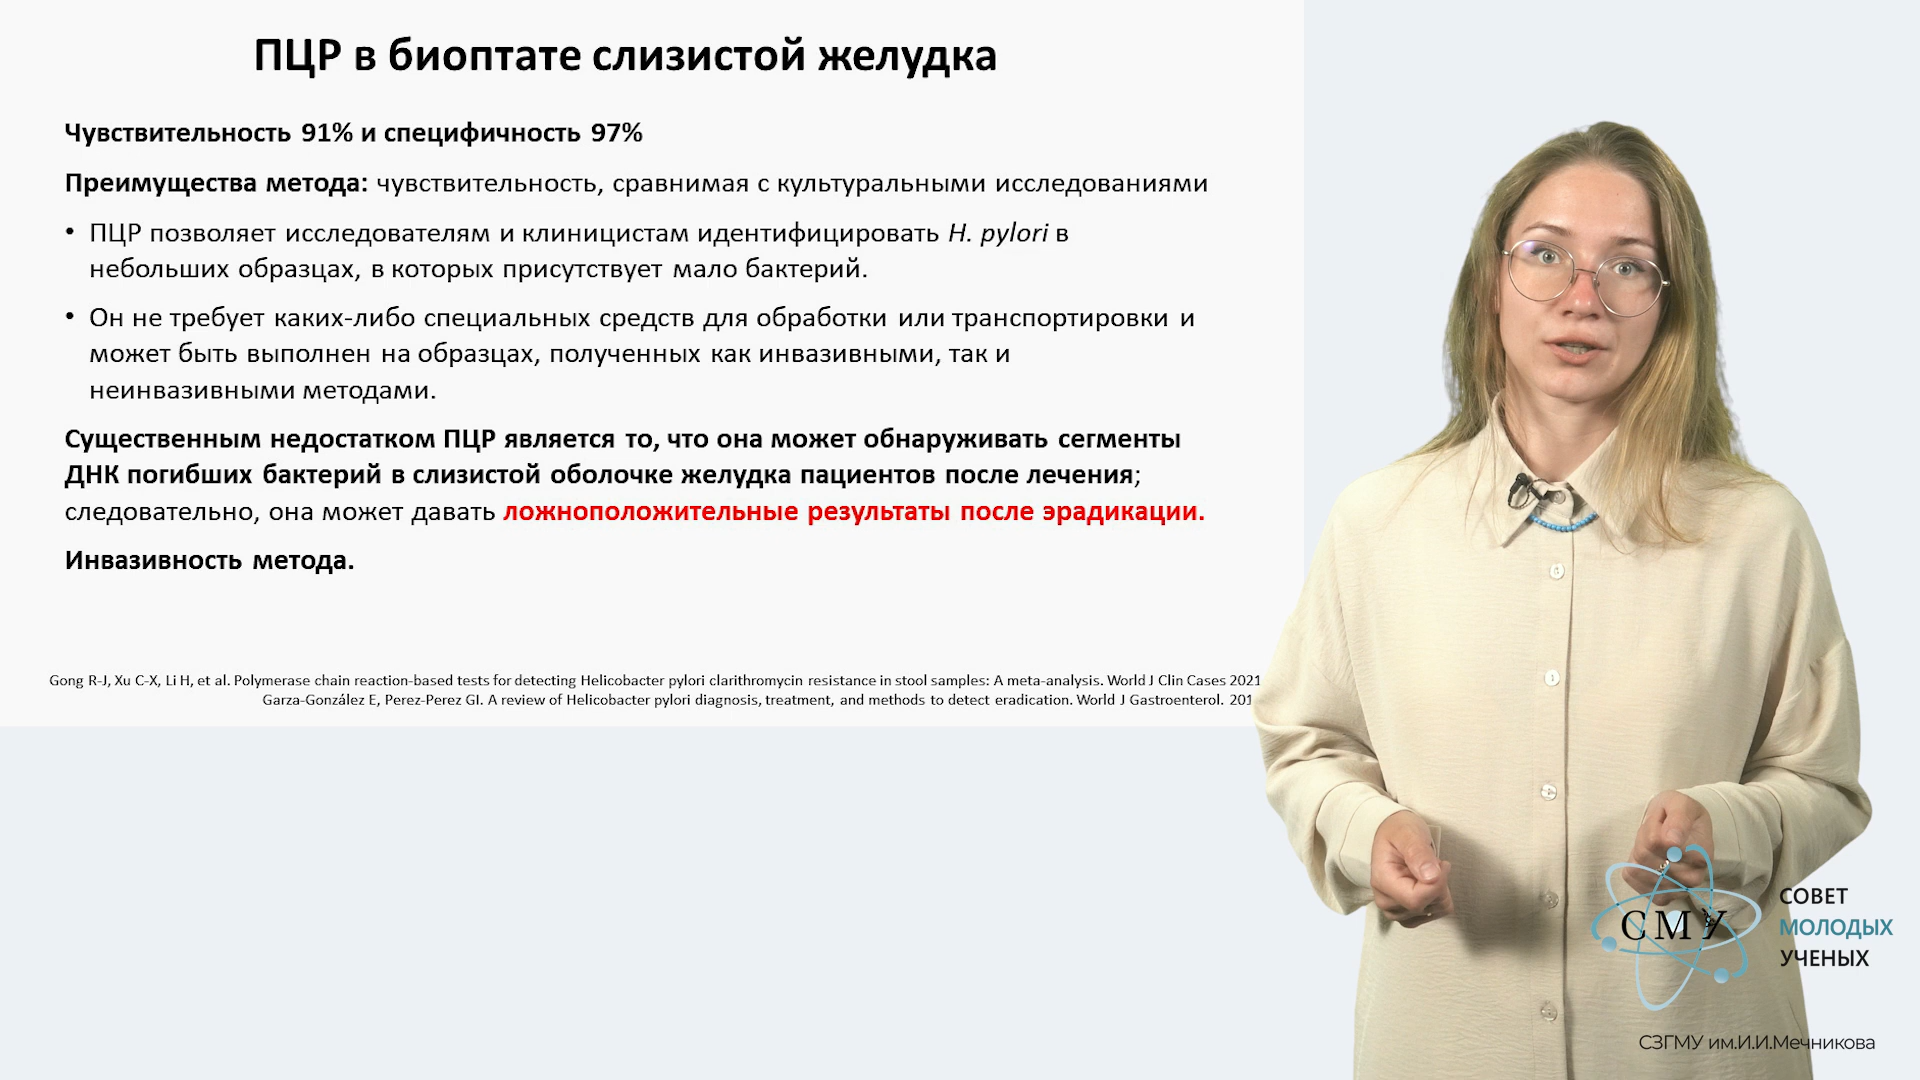 ПЦР в биоптате слизистой желудка
Чувствительность 91% и специфичность 97%
Преимущества метода: чувствительность, сравнимая с культуральными исследованиями
• ПЦР позволяет исследователям и клиницистам идентифицировать H. pylori в
небольших образцах, в которых присутствует мало бактерий.
• Он не требует каких-либо специальных средств для обработки или транспортировки и
может быть выполнен на образцах, полученных как инвазивными, так и
неинвазивными методами.
Существенным недостатком ПЦР является то, что она может обнаруживать сегменты
ДНК погибших бактерий в слизистой оболочке желудка пациентов после лечения;
следовательно, она может давать ложноположительные результаты после эрадикации.
Инвазивность метода.
Gong R-J, Xu C-X, Li H, et al. Polymerase chain reaction-based tests for detecting Helicobacter pylori clarithromycin resistance in stool samples: A meta-analysis. World J Clin Cases 2021
Garza-González E, Perez-Perez GI. A review of Helicobacter pylori diagnosis, treatment, and methods to detect eradication. World J Gastroenterol. 201
СМУ
СОВЕТ
МОЛОДЫХ
УЧЕНЫХ
СЗГМУ им.И.И.Мечникова